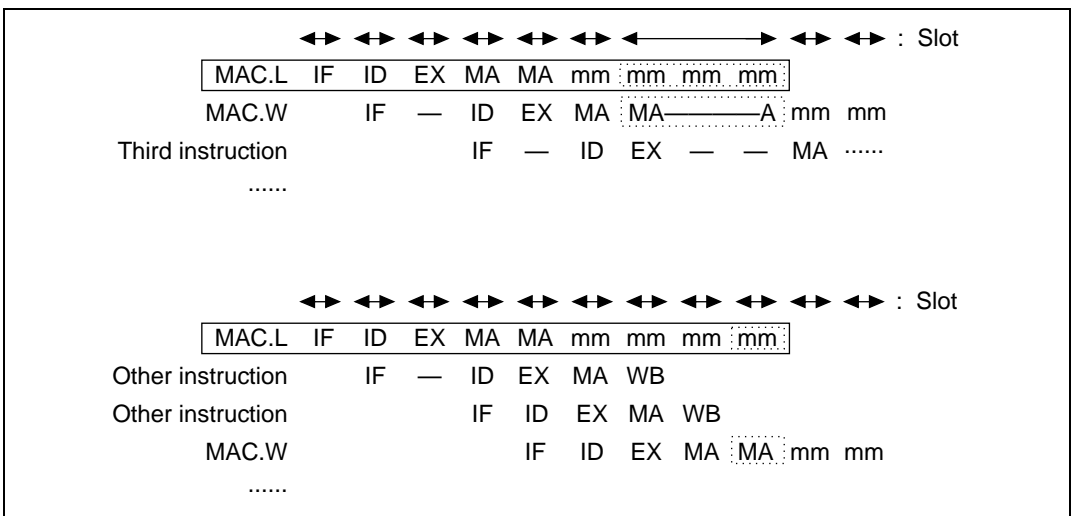 : Slot
MAC.L IF ID EX MA MA mm mm mm mm
MAC.W IF — ID EX MA MA———A mm mm
Third instruction IF — ID EX — — MA ······
......
: Slot
MAC.L IF ID EX MA MA mm mm mm mm
Other instruction IF — ID EX MA WB
Other instruction IF ID EX MA WB
MAC.W IF ID EX MA MA mm mm
......